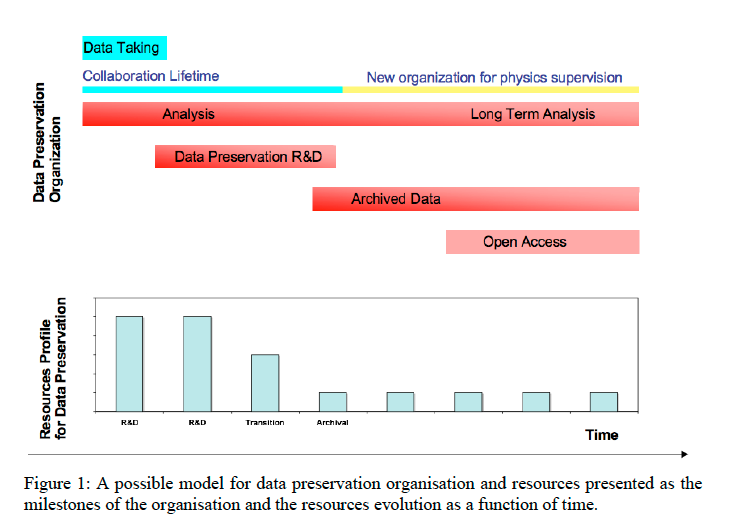 Data Taking
Collaboration Lifetime
New organization for physics supervision
Data Preservation
Organization
Analysis
Long Term Analysis
Data Preservation R&D
Archived Data
Open Access
Resources Profile
for Data Preservation
R&D
R&D
Transition
Archival
Time
Figure 1: A possible model for data preservation organisation and resources presented as the
milestones of the organisation and the resources evolution as a function of time.